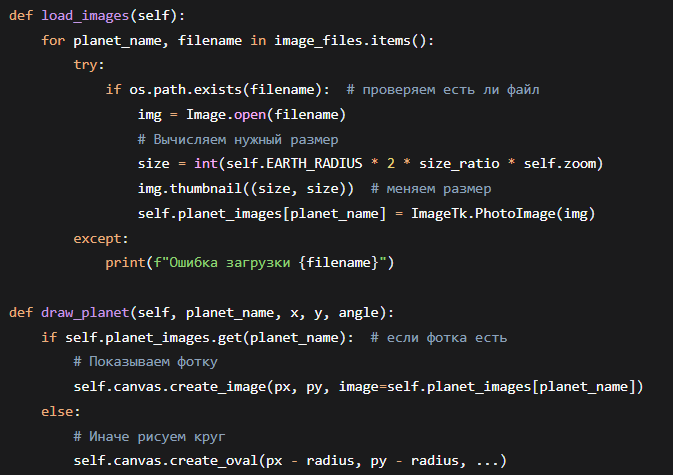 def load_images(self):
    for planet_name, filename in image_files.items():
        try:
            if os.path.exists(filename):  # проверяем есть ли файл
                img = Image.open(filename)
                # Вычисляем нужный размер
                size = int(self.EARTH_RADIUS * 2 * size_ratio * self.zoom)
                img.thumbnail((size, size))  # меняем размер
                self.planet_images[planet_name] = ImageTk.PhotoImage(img)
        except:
            print(f"Ошибка загрузки {filename}")

def draw_planet(self, planet_name, x, y, angle):
    if self.planet_images.get(planet_name):  # если фотка есть
        # Показываем фотку
        self.canvas.create_image(px, py, image=self.planet_images[planet_name])
    else:
        # Иначе рисуем круг
        self.canvas.create_oval(px - radius, py - radius, ...)